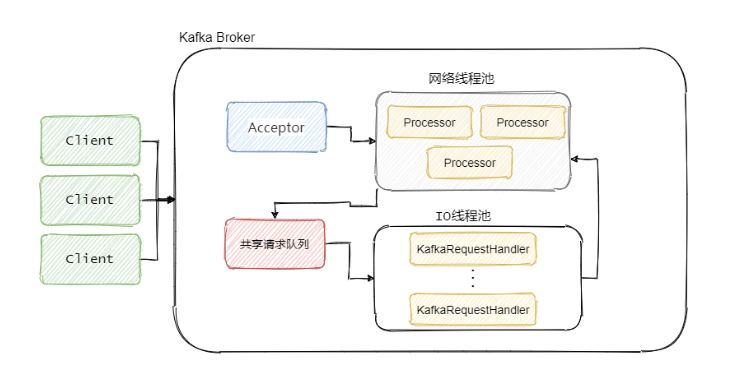 Kafka Broker
网络线程池
Client
Acceptor
Processor
Processor
Processor
Client
IO线程池
共享请求队列
KafkaRequestHandler
Client
KafkaRequestHandler